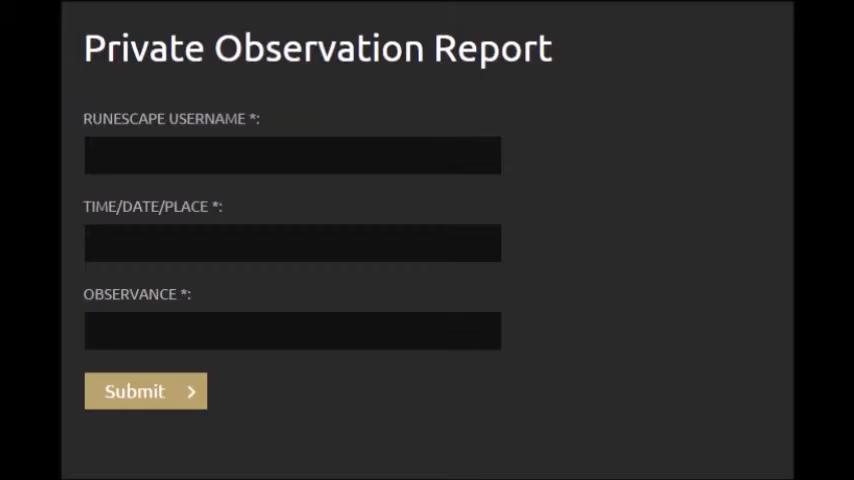 Private Observation Report
RUNESCAPE USERNAME *:
TIME/DATE/PLACE *:
OBSERVANCE *:
Submit